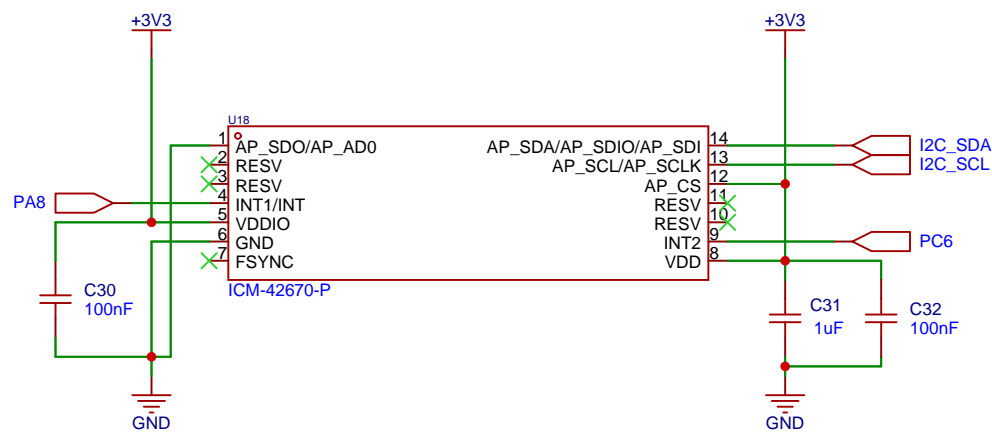 +3V3
+3V3
U18
1
AP_SDO/AP_AD0
AP_SDA/AP_SDIO/AP_SDI
14
I2C_SDA
2
RESV
AP_SCL/AP_SCLK
13
I2C_SCL
3
RESV
AP_CS
12
PA8
4
INT1/INT
RESV
11
5
VDDIO
RESV
10
6
GND
INT2
9
PC6
7
FSYNC
VDD
8
ICM-42670-P
C30
100nF
C31
1uF
C32
100nF
GND
GND